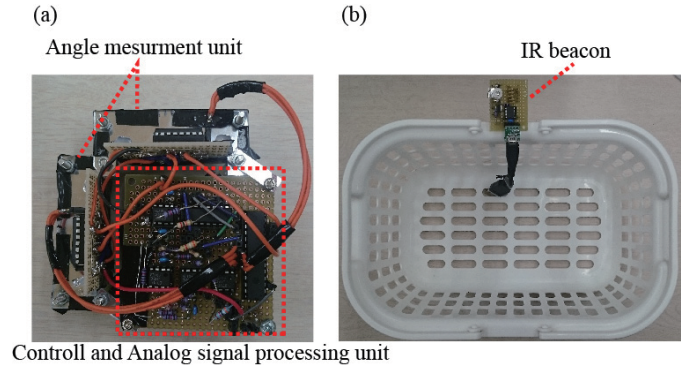 (a)
(b)
Angle mesurment unit
IR beacon
Controll and Analog signal processing unit